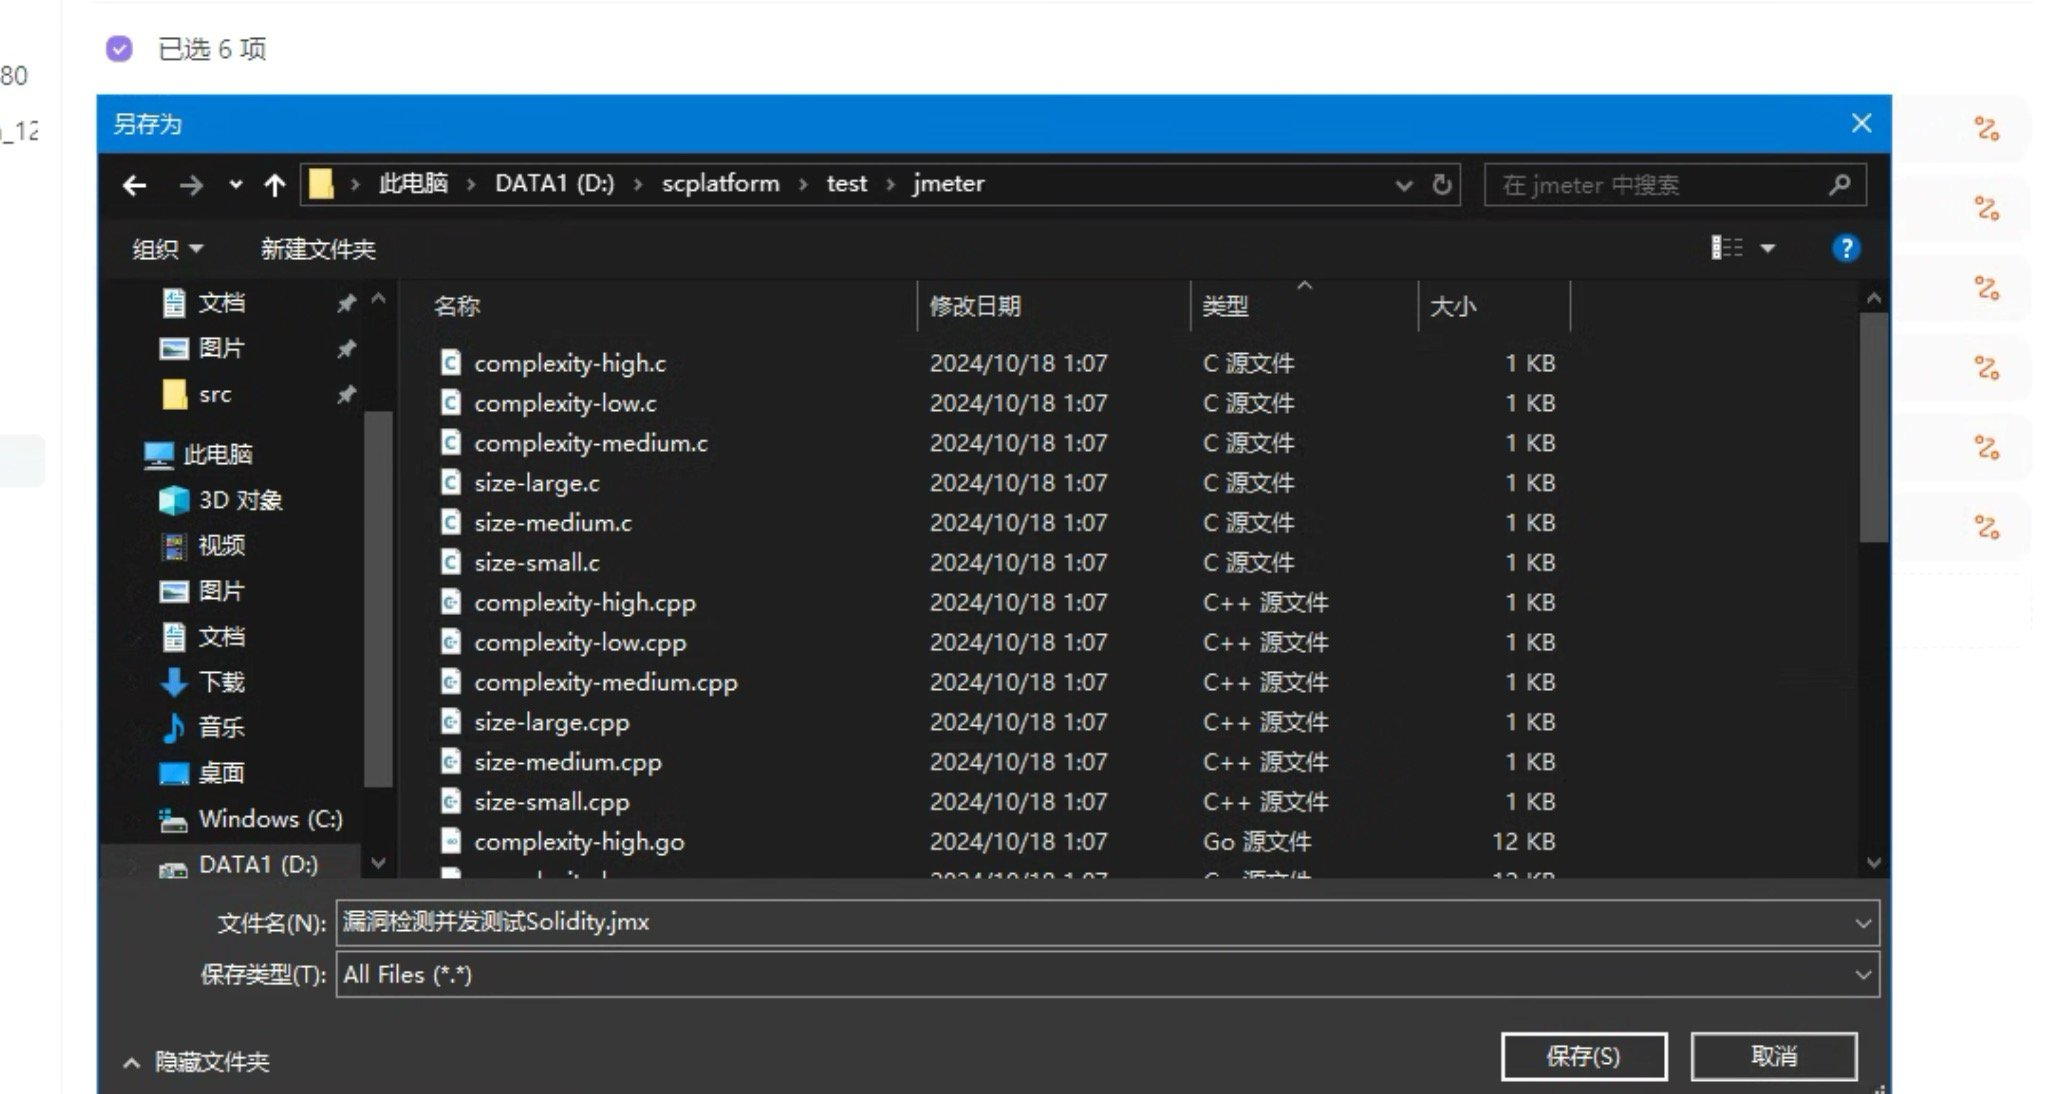 已选 6 项
80
_12
另存为
此电脑 › DATA1 (D:) › scplatform › test › jmeter
在 jmeter 中搜索
组织
新建文件夹
文档
图片
src
此电脑
3D 对象
视频
图片
文档
下载
音乐
桌面
Windows (C:)
DATA1 (D:)
名称 修改日期 类型 大小
complexity-high.c 2024/10/18 1:07 C 源文件 1 KB
complexity-low.c 2024/10/18 1:07 C 源文件 1 KB
complexity-medium.c 2024/10/18 1:07 C 源文件 1 KB
size-large.c 2024/10/18 1:07 C 源文件 1 KB
size-medium.c 2024/10/18 1:07 C 源文件 1 KB
size-small.c 2024/10/18 1:07 C 源文件 1 KB
complexity-high.cpp 2024/10/18 1:07 C++ 源文件 1 KB
complexity-low.cpp 2024/10/18 1:07 C++ 源文件 1 KB
complexity-medium.cpp 2024/10/18 1:07 C++ 源文件 1 KB
size-large.cpp 2024/10/18 1:07 C++ 源文件 1 KB
size-medium.cpp 2024/10/18 1:07 C++ 源文件 1 KB
size-small.cpp 2024/10/18 1:07 C++ 源文件 1 KB
complexity-high.go 2024/10/18 1:07 Go 源文件 12 KB
文件名(N): 漏洞检测并发测试Solidity.jmx
保存类型(T): All Files (*.*)
隐藏文件夹
保存(S)
取消